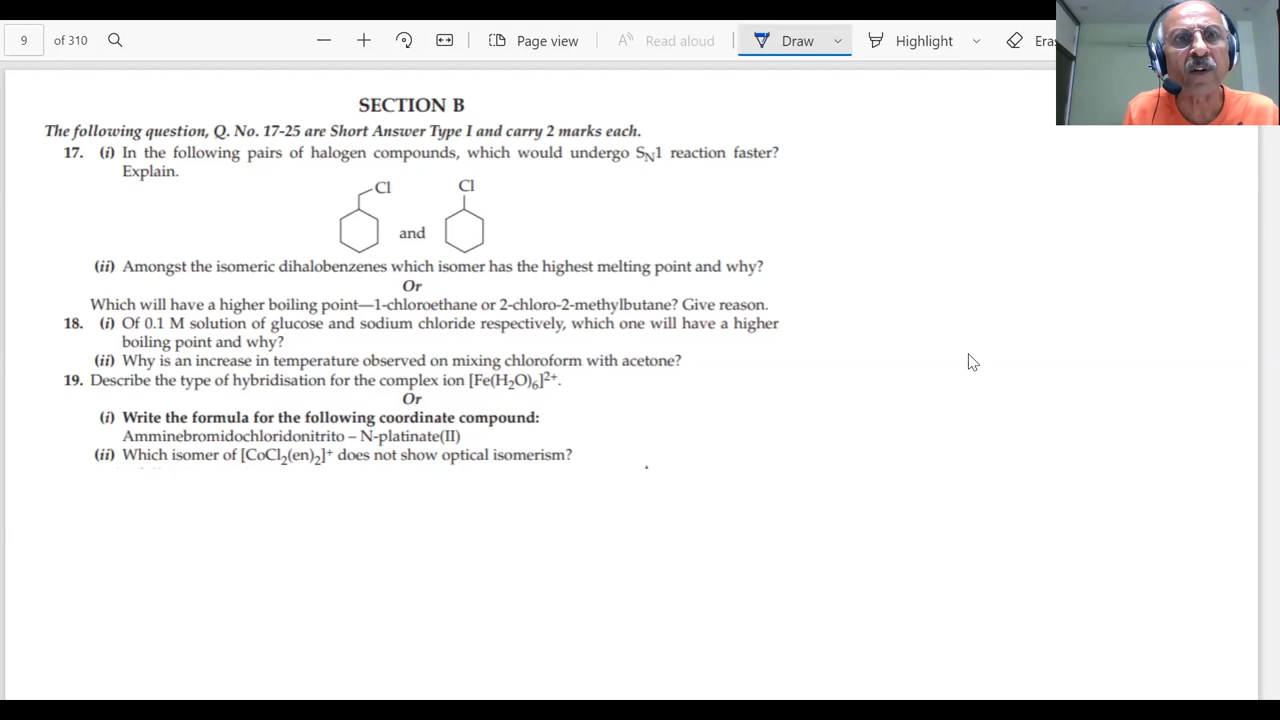 9 of 310 Page view Read aloud Draw Highlight Era
SECTION B
The following question, Q. No. 17-25 are Short Answer Type I and carry 2 marks each.
17. (i) In the following pairs of halogen compounds, which would undergo SN1 reaction faster?
Explain.
Cl Cl
and
(ii) Amongst the isomeric dihalobenzenes which isomer has the highest melting point and why?
Or
Which will have a higher boiling point—1-chloroethane or 2-chloro-2-methylbutane? Give reason.
18. (i) Of 0.1 M solution of glucose and sodium chloride respectively, which one will have a higher
boiling point and why?
(ii) Why is an increase in temperature observed on mixing chloroform with acetone?
19. Describe the type of hybridisation for the complex ion [Fe(H2O)6]2+.
Or
(i) Write the formula for the following coordinate compound:
Amminebromidochloridonitrito – N-platinate(II)
(ii) Which isomer of [CoCl2(en)2]+ does not show optical isomerism?